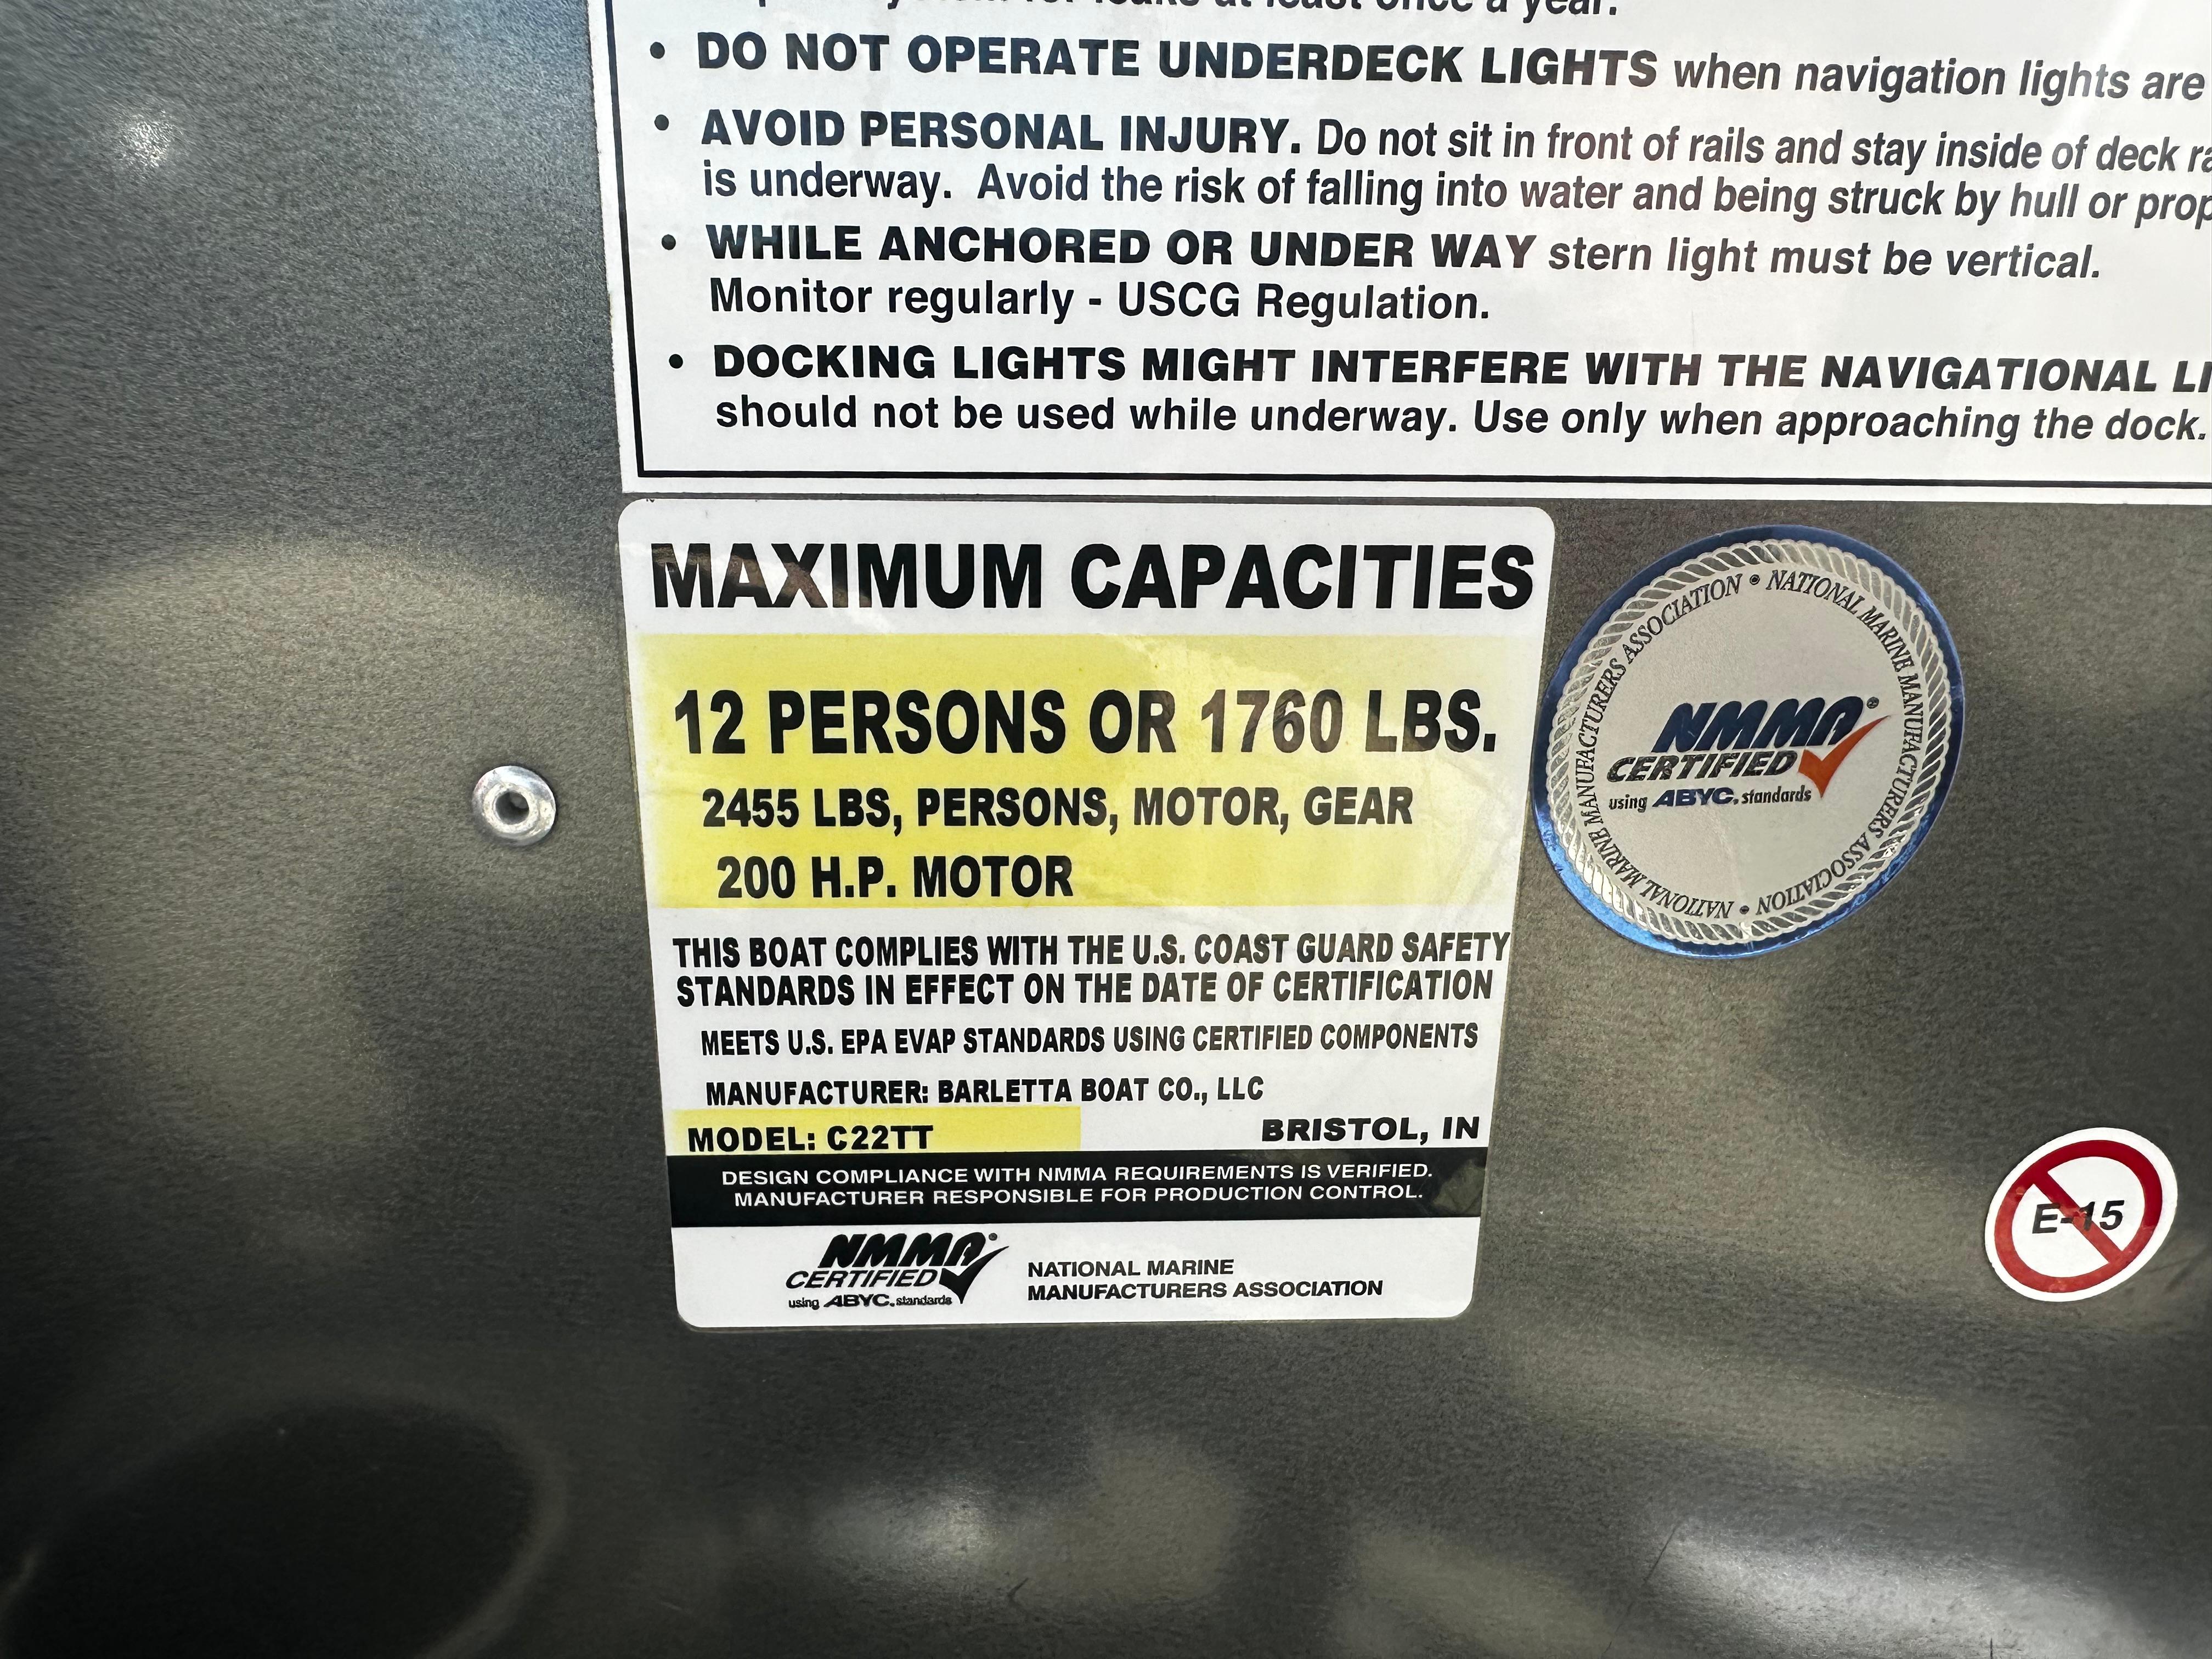 for leaks at least once a year.
• DO NOT OPERATE UNDERDECK LIGHTS when navigation lights are
• AVOID PERSONAL INJURY. Do not sit in front of rails and stay inside of deck
is underway. Avoid the risk of falling into water and being struck by hull or
• WHILE ANCHORED OR UNDER WAY stern light must be vertical.
Monitor regularly - USCG Regulation.
• DOCKING LIGHTS MIGHT INTERFERE WITH THE NAVIGATIONAL
should not be used while underway. Use only when approaching the dock.
MAXIMUM CAPACITIES
12 PERSONS OR 1760 LBS.
2455 LBS, PERSONS, MOTOR, GEAR
200 H.P. MOTOR
THIS BOAT COMPLIES WITH THE U.S. COAST GUARD SAFETY
STANDARDS IN EFFECT ON THE DATE OF CERTIFICATION
MEETS U.S. EPA EVAP STANDARDS USING CERTIFIED COMPONENTS
MANUFACTURER: BARLETTA BOAT CO., LLC
MODEL: C22TT BRISTOL, IN
DESIGN COMPLIANCE WITH NMMA REQUIREMENTS IS VERIFIED.
MANUFACTURER RESPONSIBLE FOR PRODUCTION CONTROL.
NMMA®
CERTIFIED
using ABYC. standards
NATIONAL MARINE
MANUFACTURERS ASSOCIATION
NATIONAL MARINE MANUFACTURERS ASSOCIATION • NATIONAL MARINE MANUFACTURERS ASSOCIATION •
NMMA®
CERTIFIED
using ABYC. standards
E-15